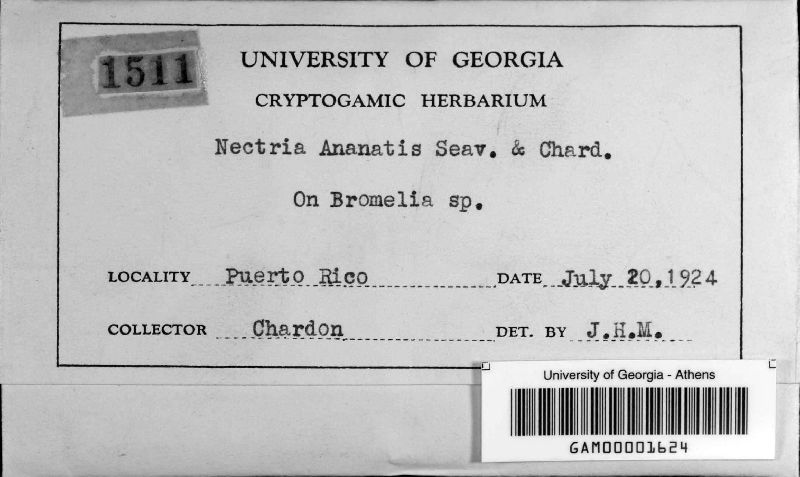 1511
UNIVERSITY OF GEORGIA
CRYPTOGAMIC HERBARIUM
Nectria Ananatis Seav. & Chard.
On Bromelia sp.
LOCALITY Puerto Rico DATE July 20,1924
COLLECTOR Chardon DET. BY J.H.M.
University of Georgia - Athens
GAM00001624